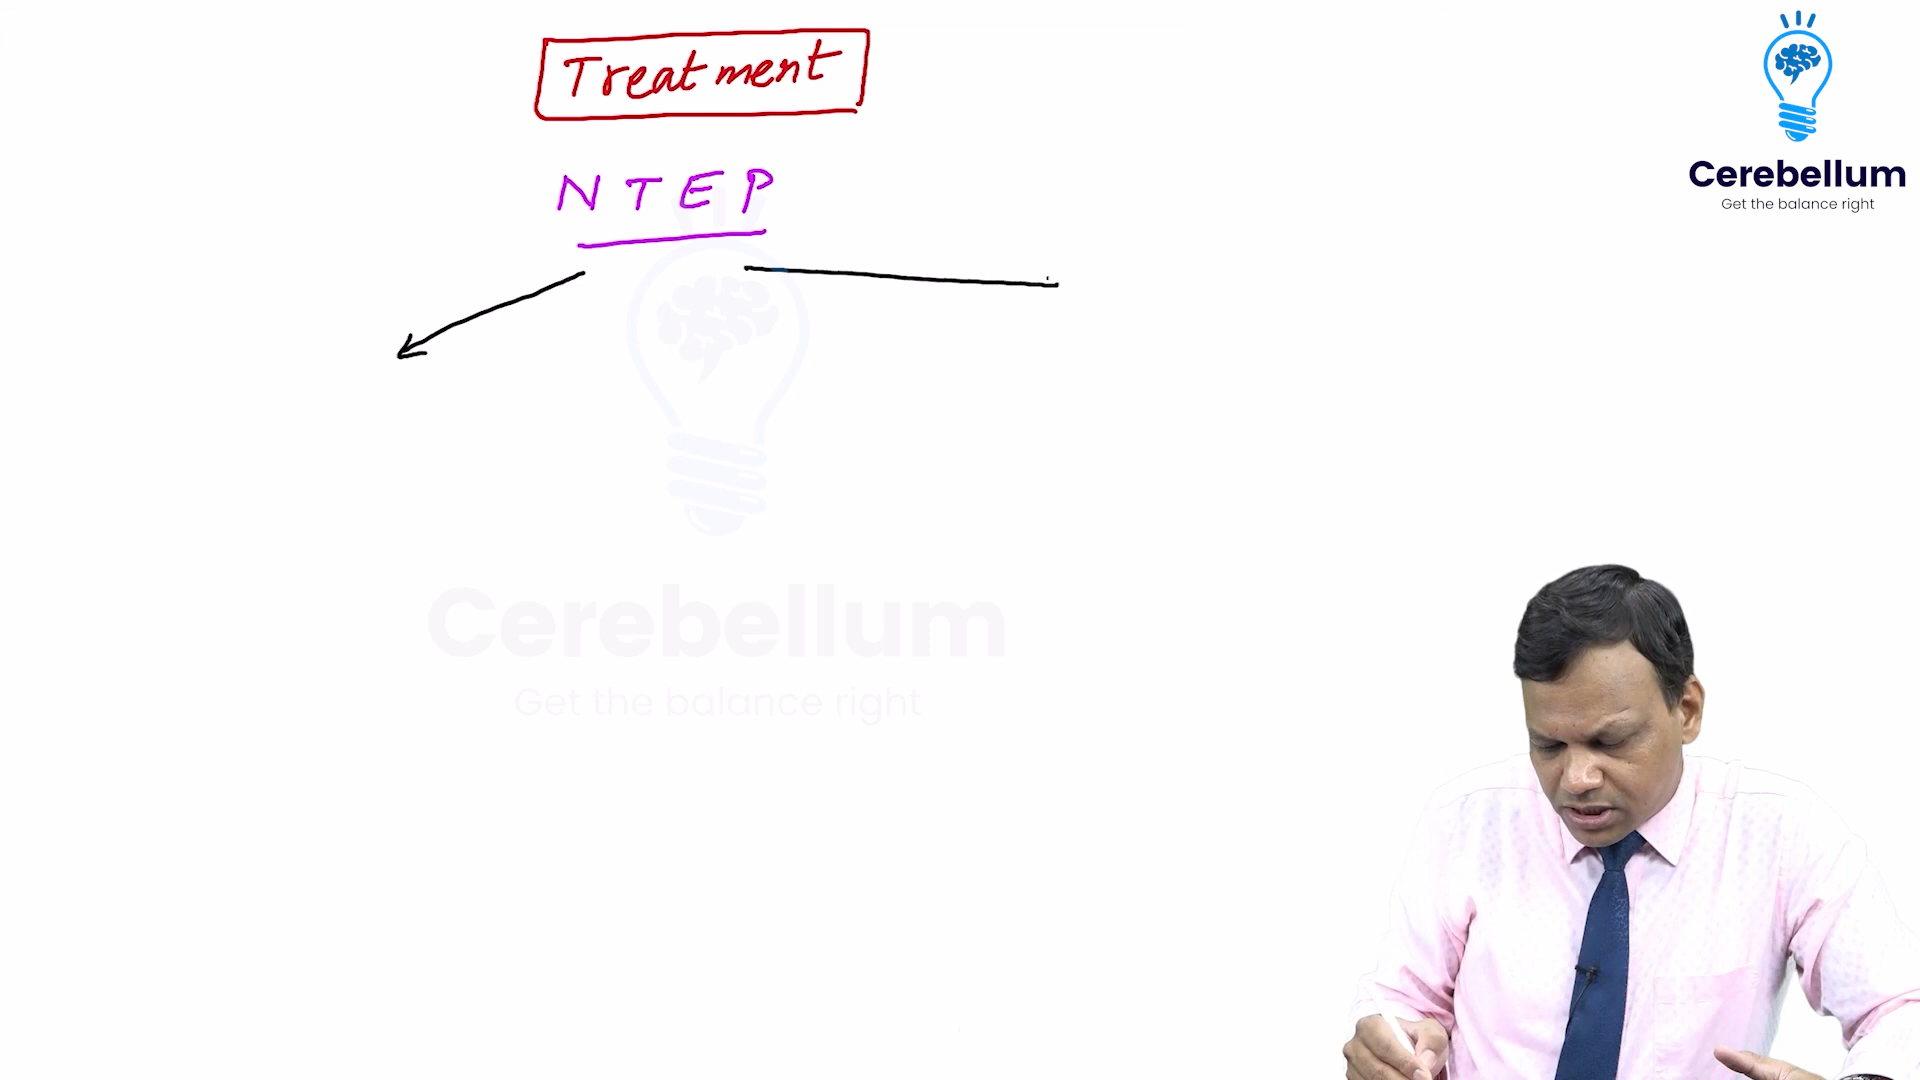 Treatment
NTEP
Cerebellum
Get the balance right
Cerebellum
Get the balance right